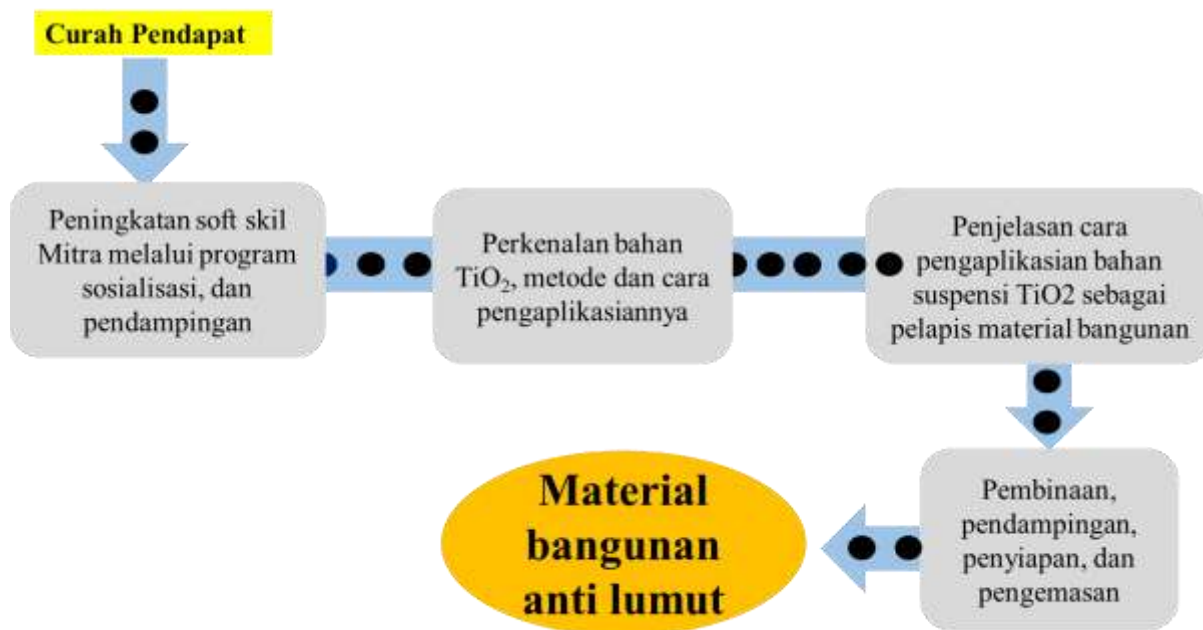 Curah Pendapat
Peningkatan soft skil
Mitra melalui program
sosialisasi, dan
pendampingan
Perkenalan bahan
TiO₂, metode dan cara
pengaplikasiannya
Penjelasan cara
pengaplikasian bahan
suspensi TiO2 sebagai
pelapis material bangunan
Pembinaan,
pendampingan,
penyiapan, dan
pengemasan
Material
bangunan
anti lumut